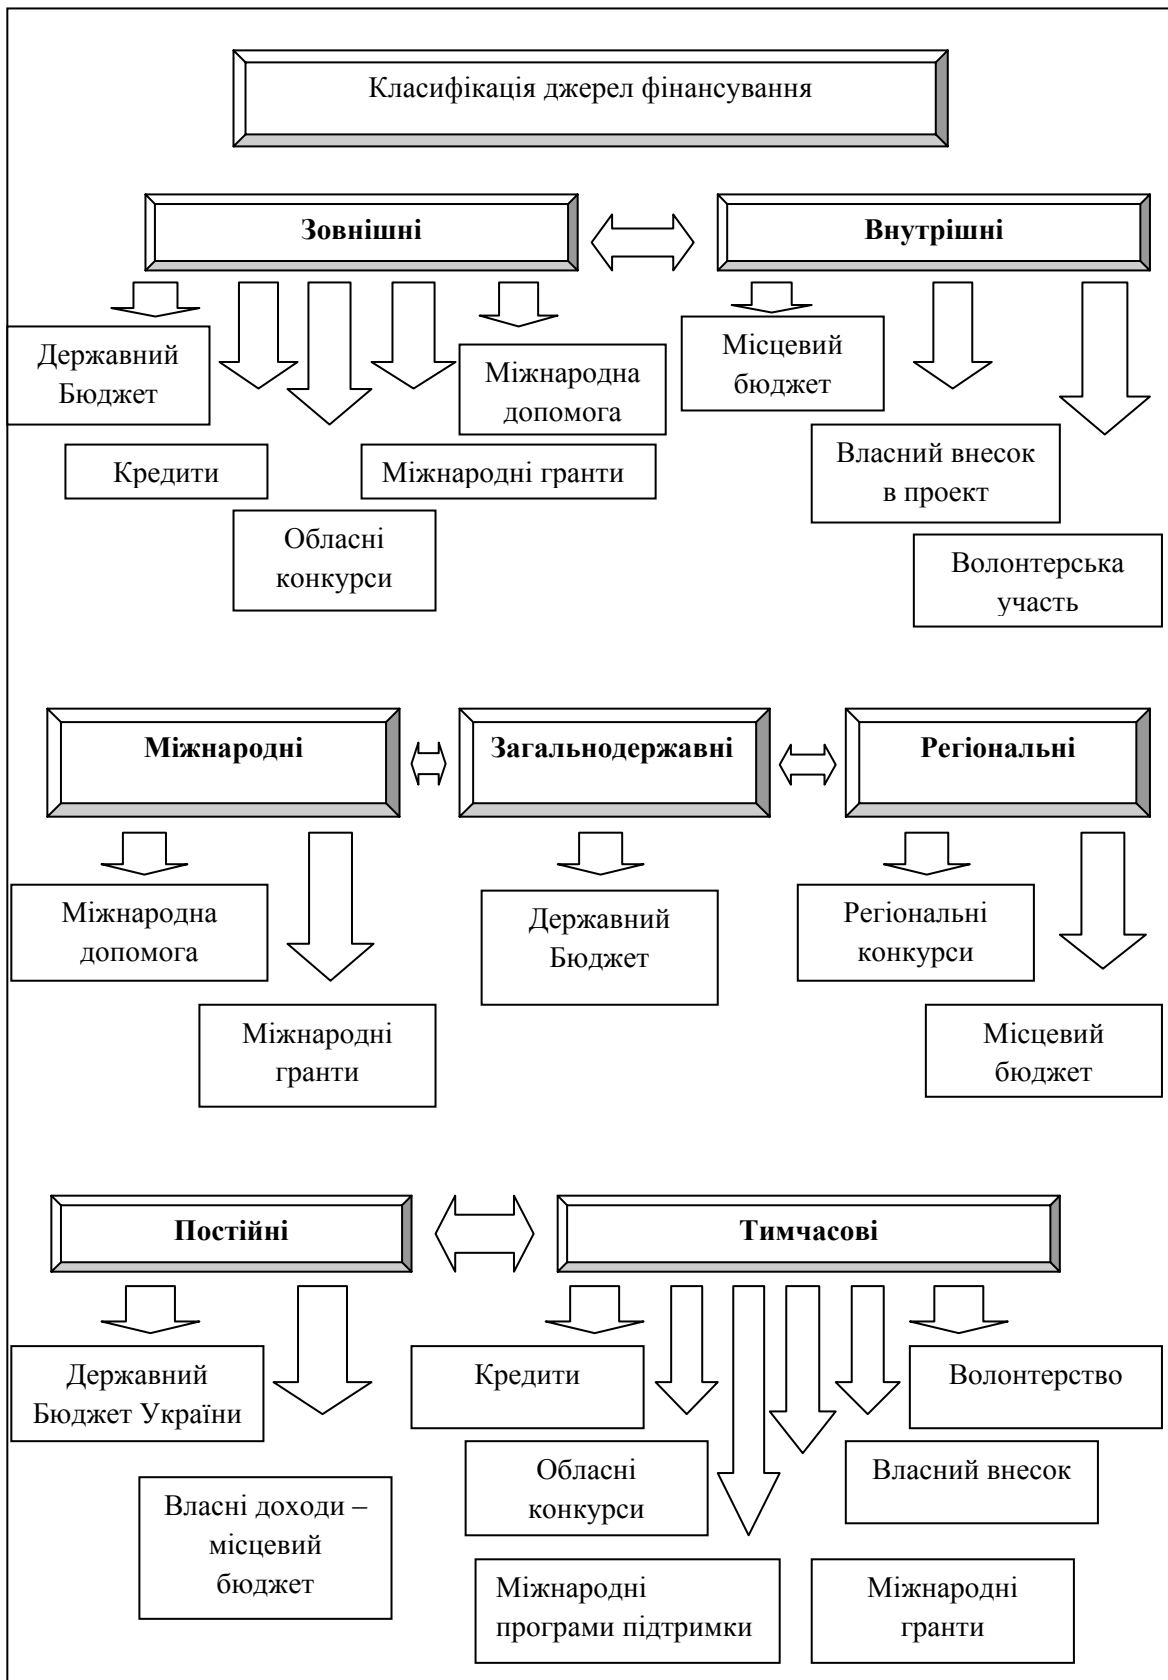 Класифікація джерел фінансування
Зовнішні
Внутрішні
Державний
Бюджет
Кредити
Обласні
конкурси
Міжнародні гранти
Міжнародна
допомога
Місцевий
бюджет
Власний внесок
в проект
Волонтерська
участь
Міжнародні
Загальнодержавні
Регіональні
Міжнародна
допомога
Міжнародні
гранти
Державний
Бюджет
Регіональні
конкурси
Місцевий
бюджет
Постійні
Тимчасові
Державний
Бюджет України
Власні доходи –
місцевий
бюджет
Кредити
Обласні
конкурси
Міжнародні
програми підтримки
Міжнародні
гранти
Власний внесок
Волонтерство